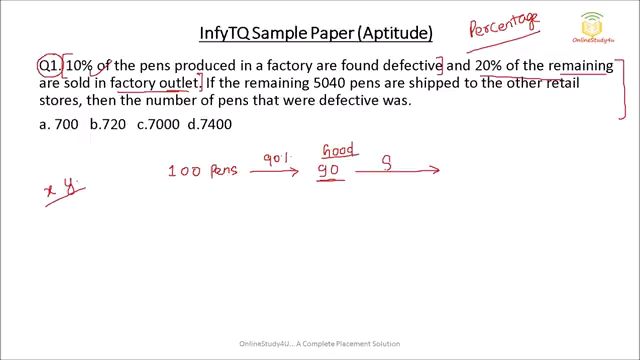 InfyTQ Sample Paper (Aptitude)
Percentage
OnlineStudy4U
Q1. 10% of the pens produced in a factory are found defective and 20% of the remaining
are sold in factory outlet. If the remaining 5040 pens are shipped to the other retail
stores, then the number of pens that were defective was.
a. 700 b.720 c.7000 d.7400
Good
100 Pens 90% 90 8
x y.
OnlineStudy4U... A Complete Placement Solution